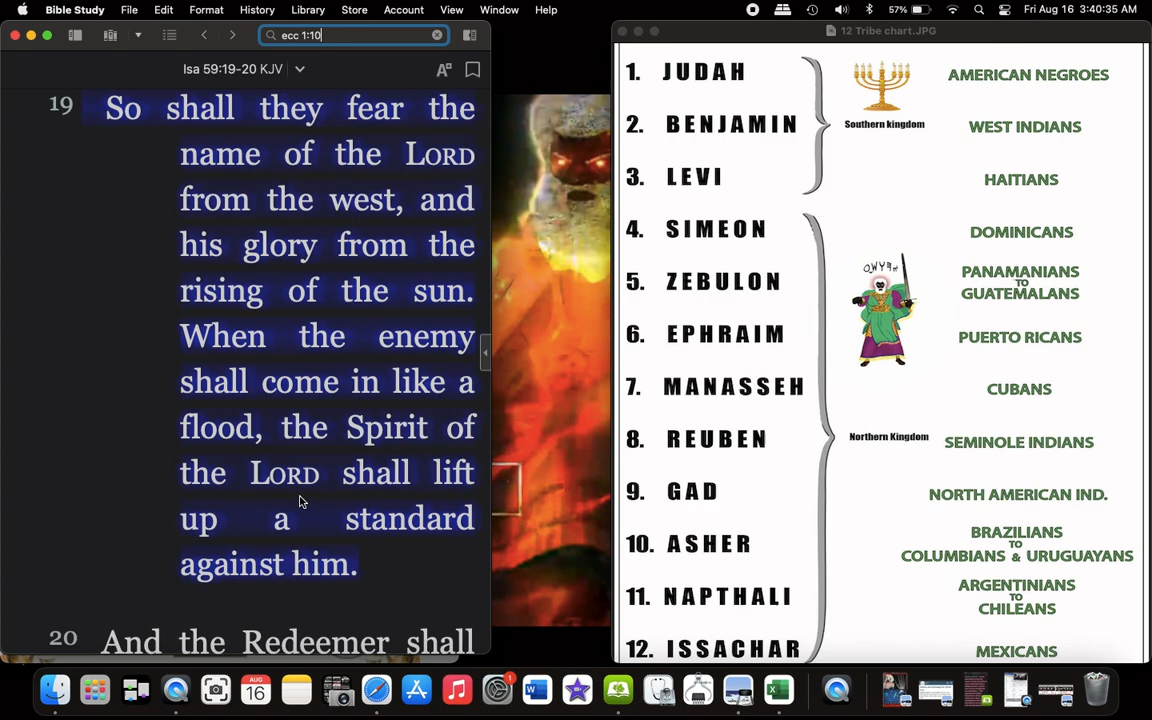 Bible Study File Edit Format History Library Store Account View Window Help 57% Fri Aug 16 3:40:35 AM
ecc 1:10
12 Tribe chart.JPG
Isa 59:19-20 KJV
19 So shall they fear the
name of the LORD
from the west, and
his glory from the
rising of the sun.
When the enemy
shall come in like a
flood, the Spirit of
the LORD shall lift
up a standard
against him.
20 And the Redeemer shall
1. JUDAH
2. BENJAMIN
3. LEVI
4. SIMEON
5. ZEBULON
6. EPHRAIM
7. MANASSEH
8. REUBEN
9. GAD
10. ASHER
11. NAPTHALI
12. ISSACHAR
Southern kingdom
Northern Kingdom
AMERICAN NEGROES
WEST INDIANS
HAITIANS
DOMINICANS
PANAMANIANS
TO
GUATEMALANS
PUERTO RICANS
CUBANS
SEMINOLE INDIANS
NORTH AMERICAN IND.
BRAZILIANS
TO
COLUMBIANS & URUGUAYANS
ARGENTINIANS
TO
CHILEANS
MEXICANS
AUG
16
1